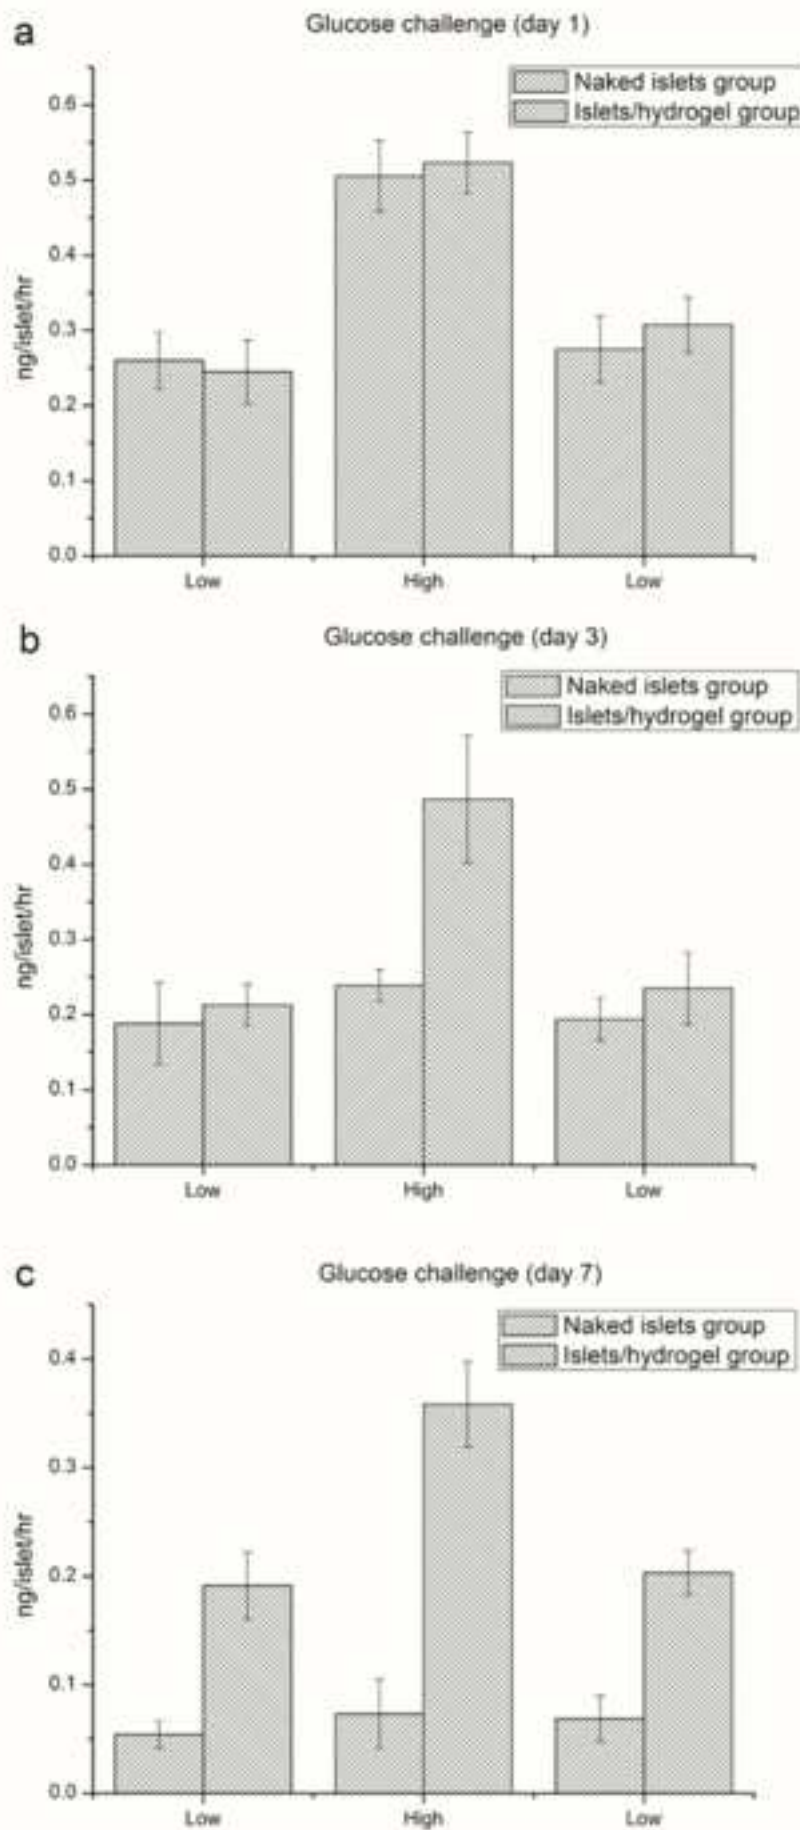 a
Glucose challenge (day 1)
Naked islets group
Islets/hydrogel group
ng/islet/hr
0.6
0.5
0.4
0.3
0.2
0.1
0.0
Low
High
Low
b
Glucose challenge (day 3)
Naked islets group
Islets/hydrogel group
ng/islet/hr
0.6
0.5
0.4
0.3
0.2
0.1
0.0
Low
High
Low
c
Glucose challenge (day 7)
Naked islets group
Islets/hydrogel group
ng/islet/hr
0.4
0.3
0.2
0.1
0.0
Low
High
Low